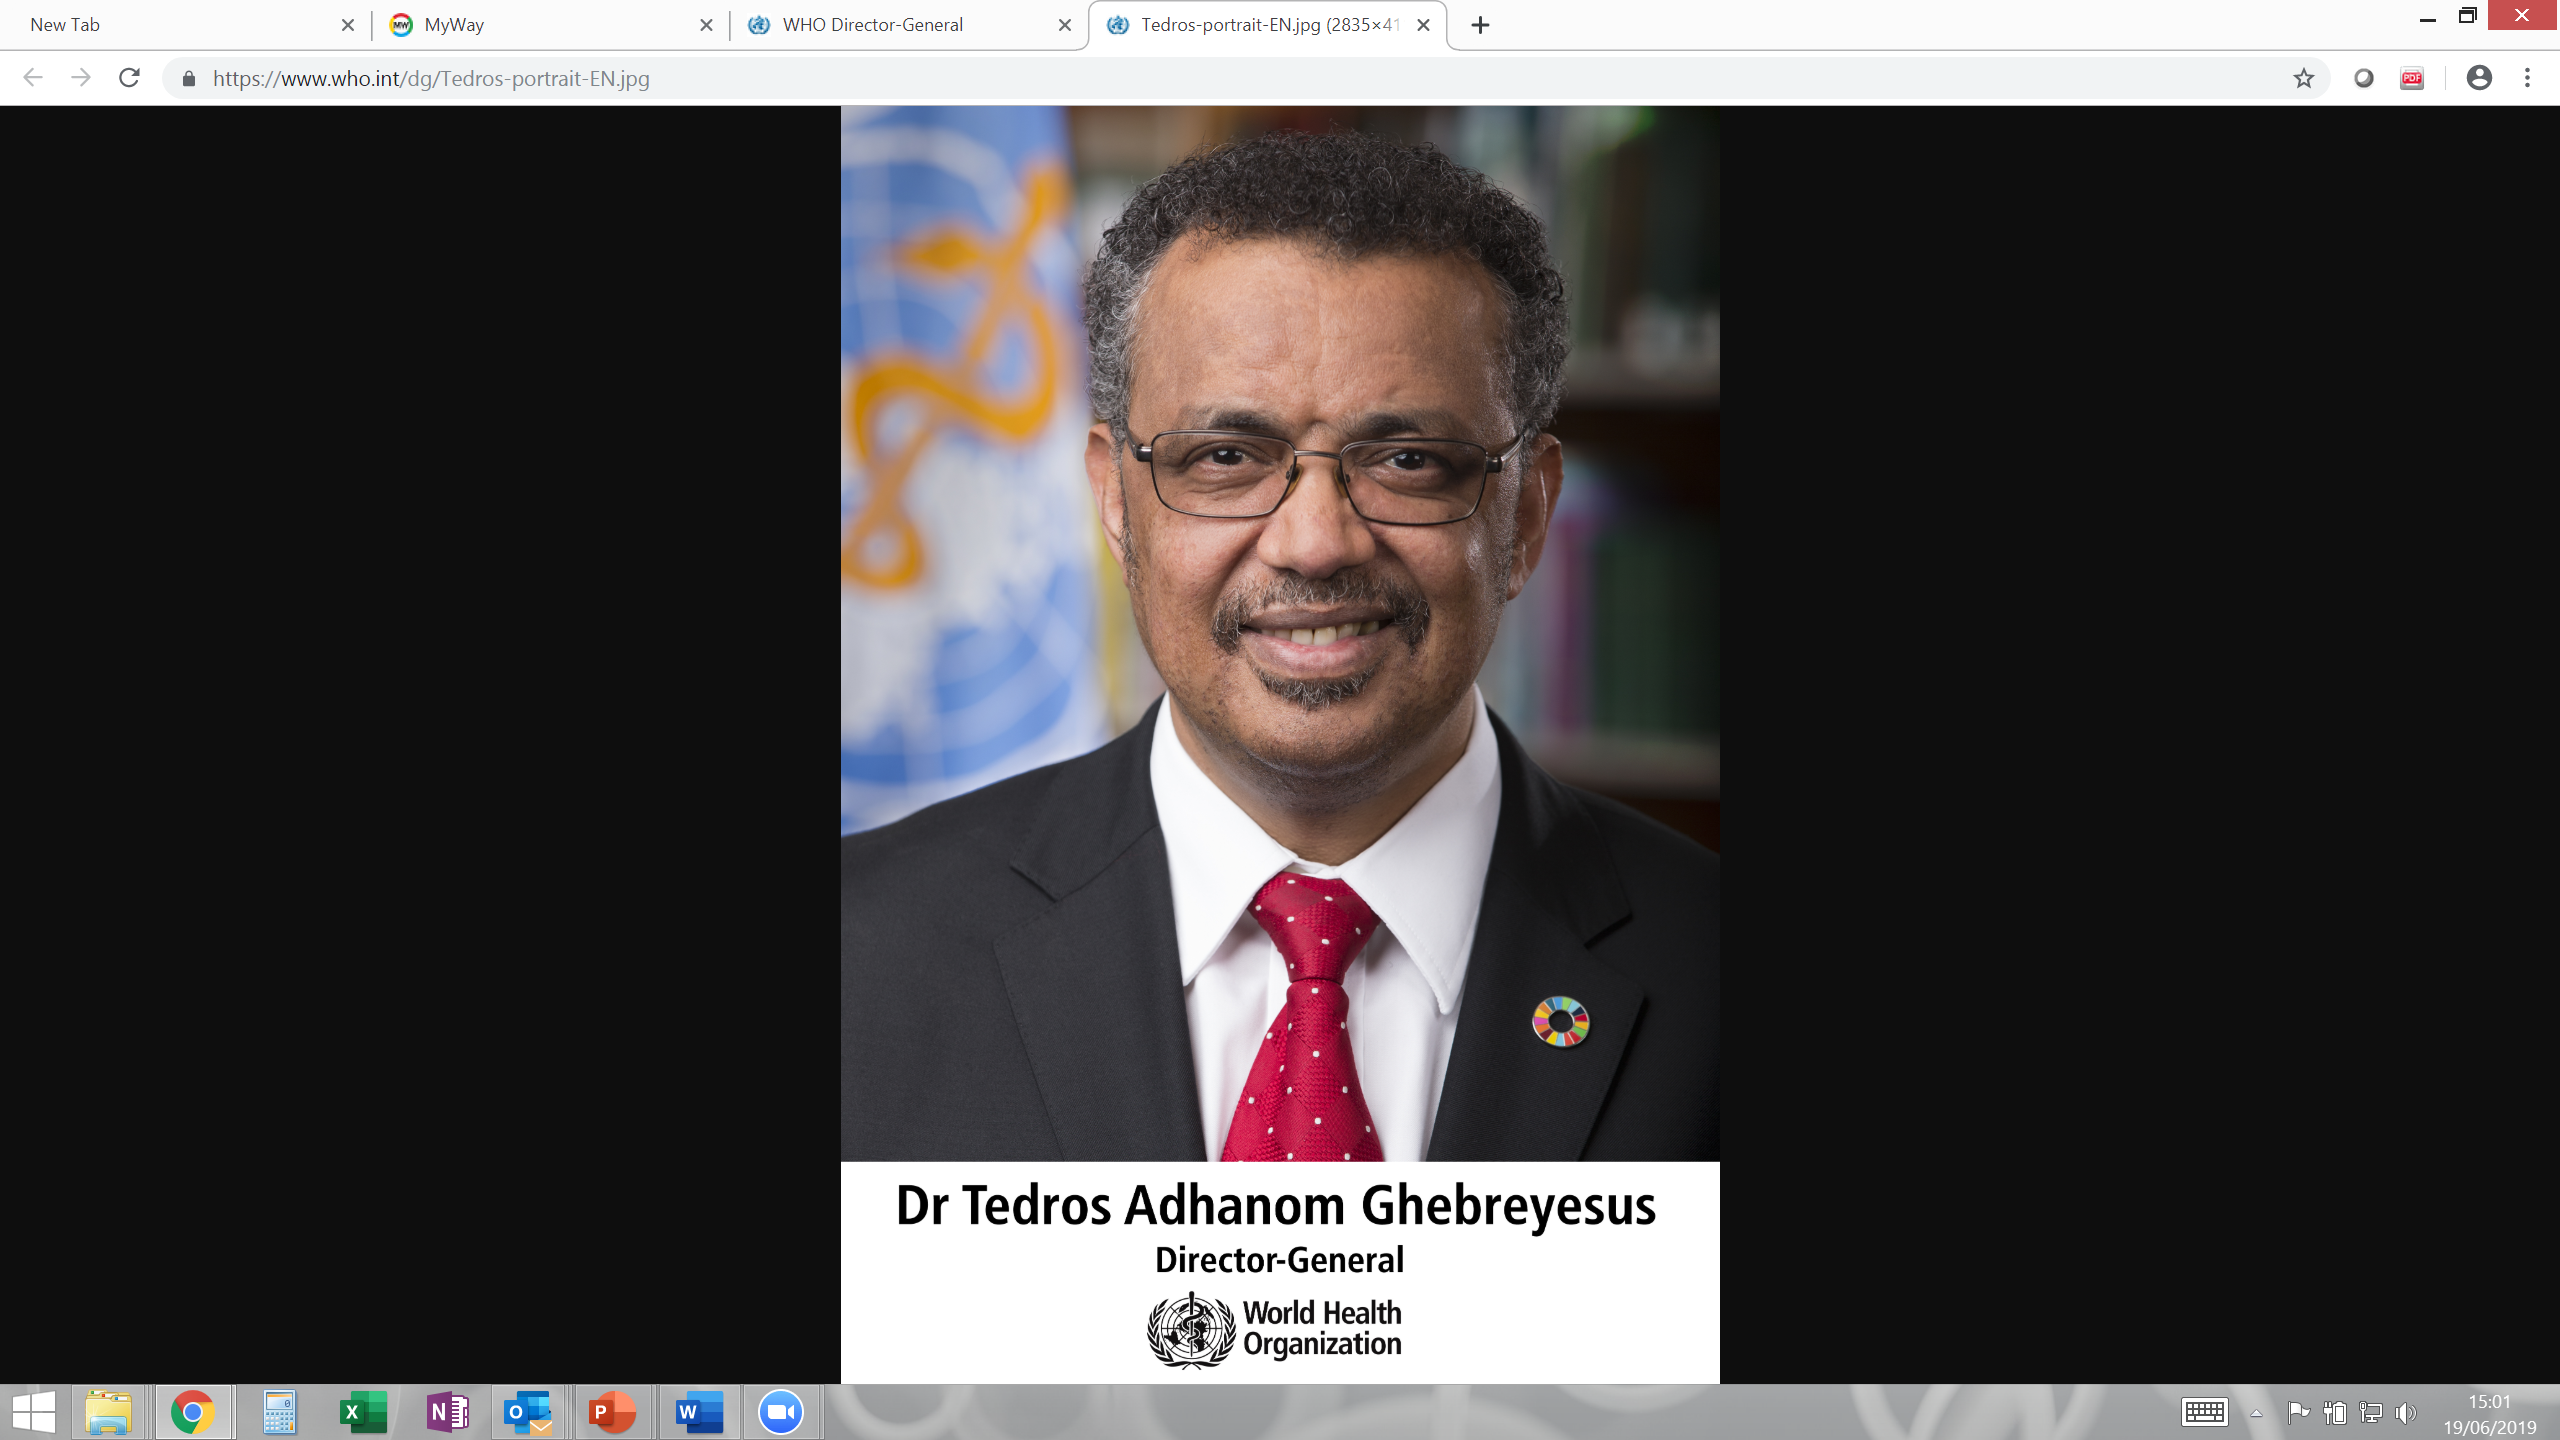 New Tab
MyWay
WHO Director-General
Tedros-portrait-EN.jpg (2835×41
https://www.who.int/dg/Tedros-portrait-EN.jpg
PDF
Dr Tedros Adhanom Ghebreyesus
Director-General
World Health
Organization
15:01
19/06/2019